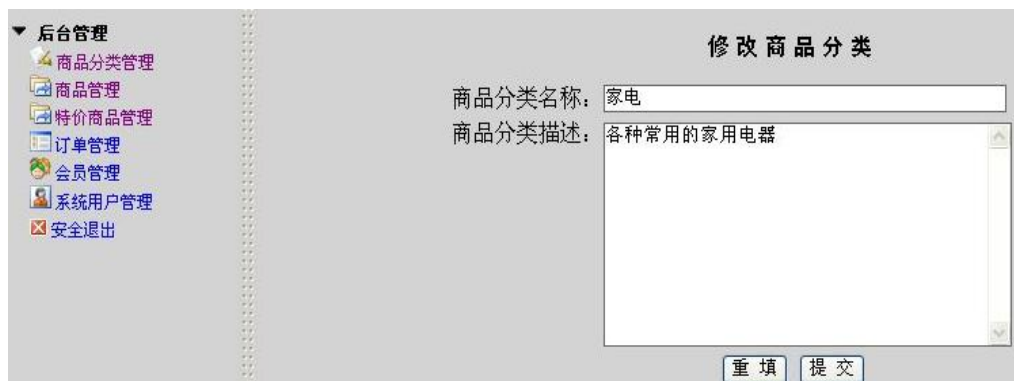 后台管理
商品分类管理
商品管理
特价商品管理
订单管理
会员管理
系统用户管理
安全退出
修改商品分类
商品分类名称：家电
商品分类描述：各种常用的家用电器
重填 提交